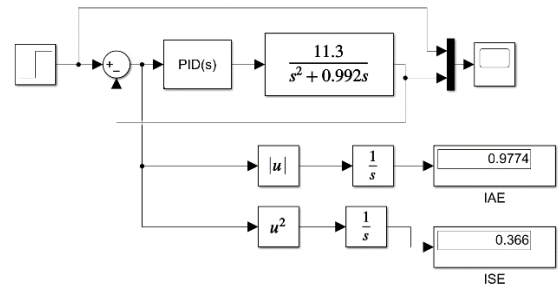 +
−
PID(s)
11.3
s² + 0.992s
|u|
1
s
0.9774
IAE
u²
1
s
0.366
ISE